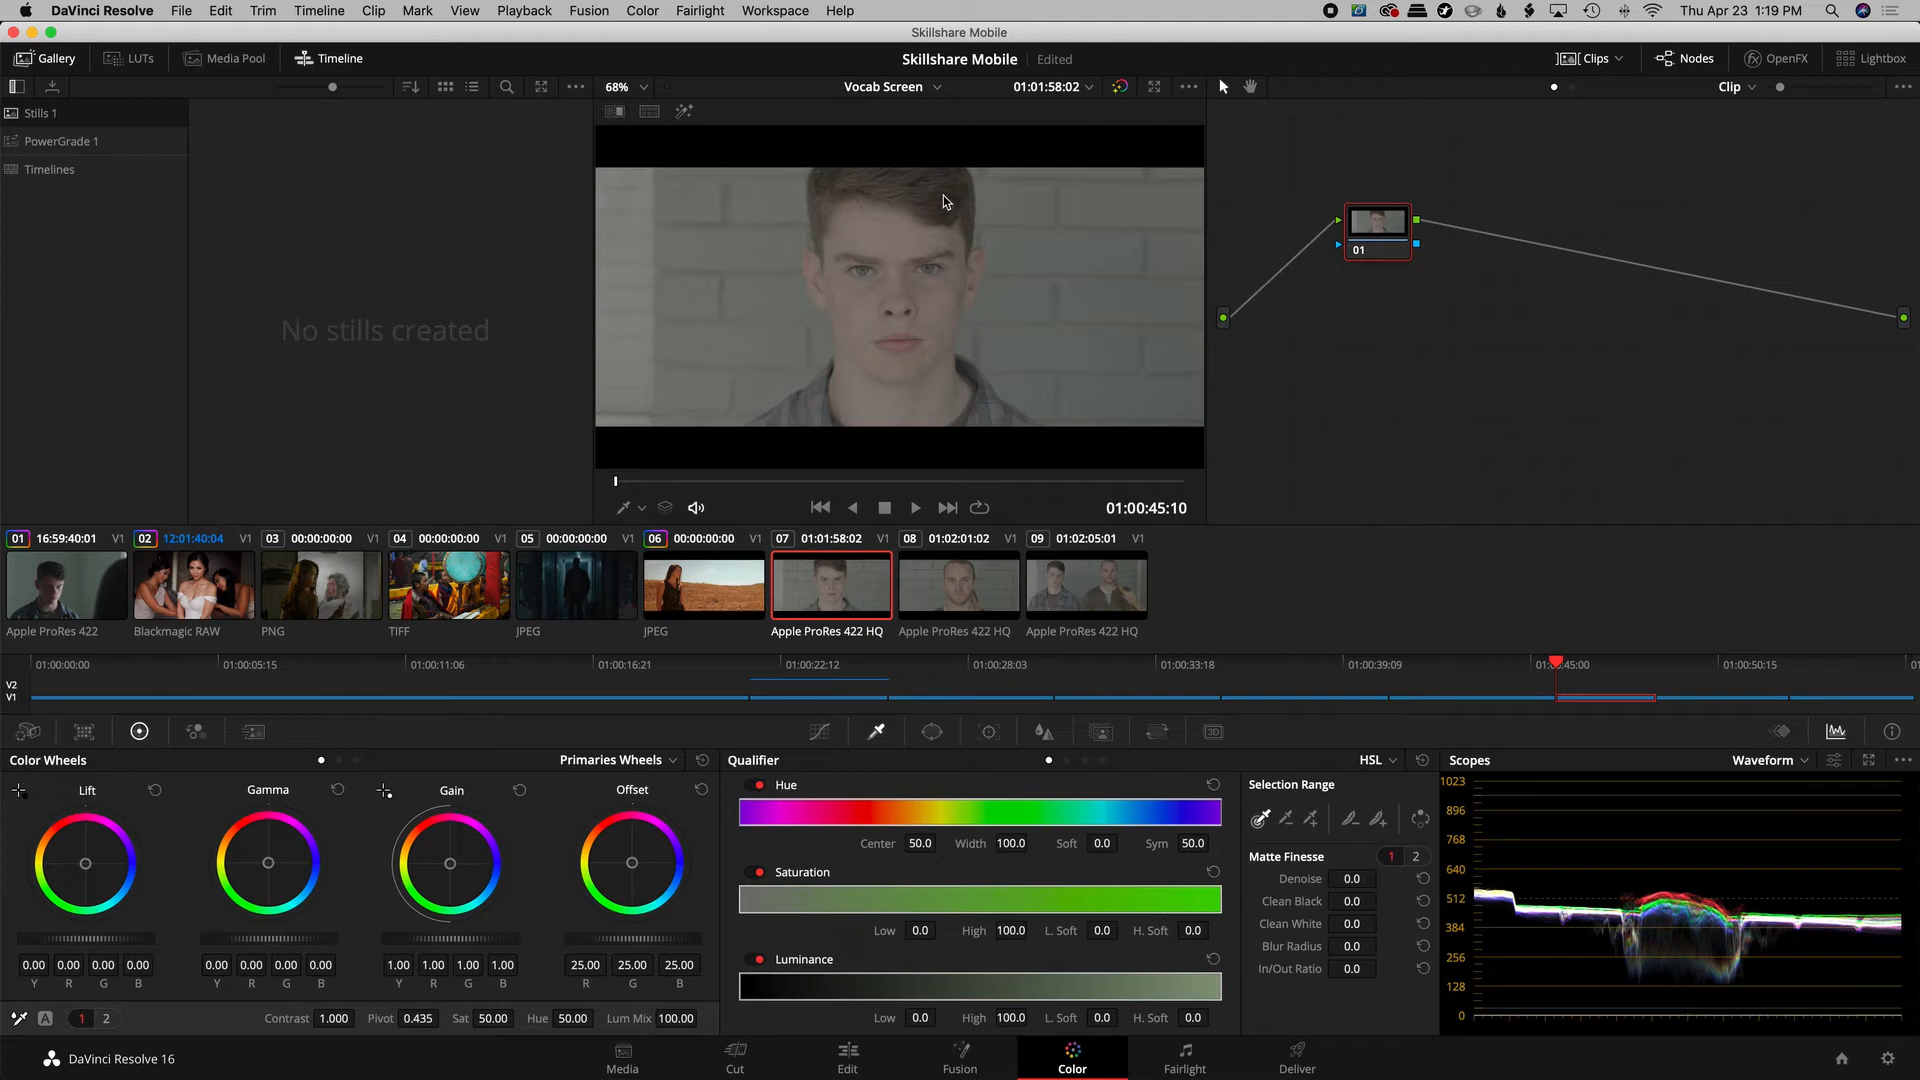 DaVinci Resolve File Edit Trim Timeline Clip Mark View Playback Fusion Color Fairlight Workspace Help Thu Apr 23 1:19 PM
Skillshare Mobile
Gallery LUTs Media Pool Timeline Skillshare Mobile Edited Clips Nodes OpenFX Lightbox
68% Vocab Screen 01:01:58:02 Clip
Stills 1
PowerGrade 1
Timelines
No stills created
01
01:00:45:10
01 16:59:40:01 V1 02 12:01:40:04 V1 03 00:00:00:00 V1 04 00:00:00:00 V1 05 00:00:00:00 V1 06 00:00:00:00 V1 07 01:01:58:02 V1 08 01:02:01:02 V1 09 01:02:05:01 V1
Apple ProRes 422 Blackmagic RAW PNG TIFF JPEG JPEG Apple ProRes 422 HQ Apple ProRes 422 HQ Apple ProRes 422 HQ
01:00:00:00 01:00:05:15 01:00:11:06 01:00:16:21 01:00:22:12 01:00:28:03 01:00:33:18 01:00:39:09 01:00:45:00 01:00:50:15
V2
V1
3D
Color Wheels Primaries Wheels Qualifier HSL Scopes Waveform
Lift Gamma Gain Offset Hue Selection Range
Center 50.0 Width 100.0 Soft 0.0 Sym 50.0
Saturation Matte Finesse 1 2
Denoise 0.0
Clean Black 0.0
Low 0.0 High 100.0 L. Soft 0.0 H. Soft 0.0 Clean White 0.0
0.00 0.00 0.00 0.00 0.00 0.00 0.00 0.00 1.00 1.00 1.00 1.00 25.00 25.00 25.00 Luminance Blur Radius 0.0
Y R G B Y R G B Y R G B R G B In/Out Ratio 0.0
1023
896
768
640
512
384
256
128
0
A 1 2 Contrast 1.000 Pivot 0.435 Sat 50.00 Hue 50.00 Lum Mix 100.00 Low 0.0 High 100.0 L. Soft 0.0 H. Soft 0.0
DaVinci Resolve 16 Media Cut Edit Fusion Color Fairlight Deliver